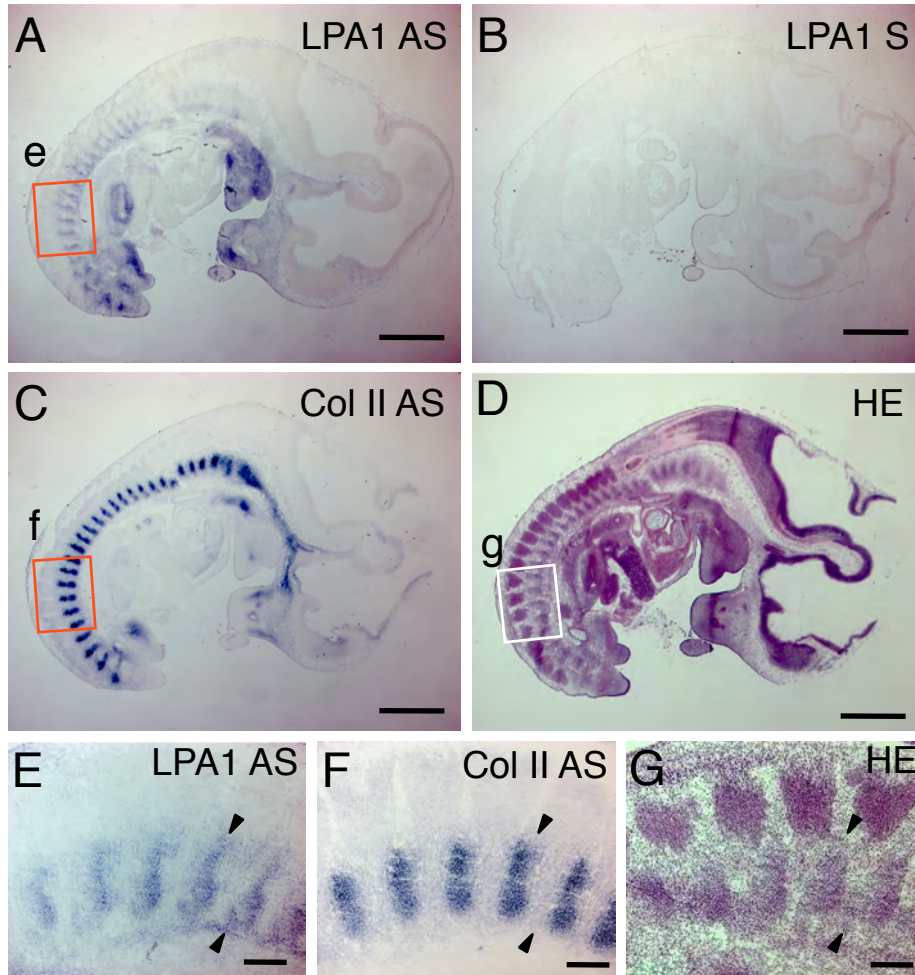 A LPA1 AS
B LPA1 S
e
C Col II AS
D HE
f
g
E LPA1 AS
F Col II AS
G HE